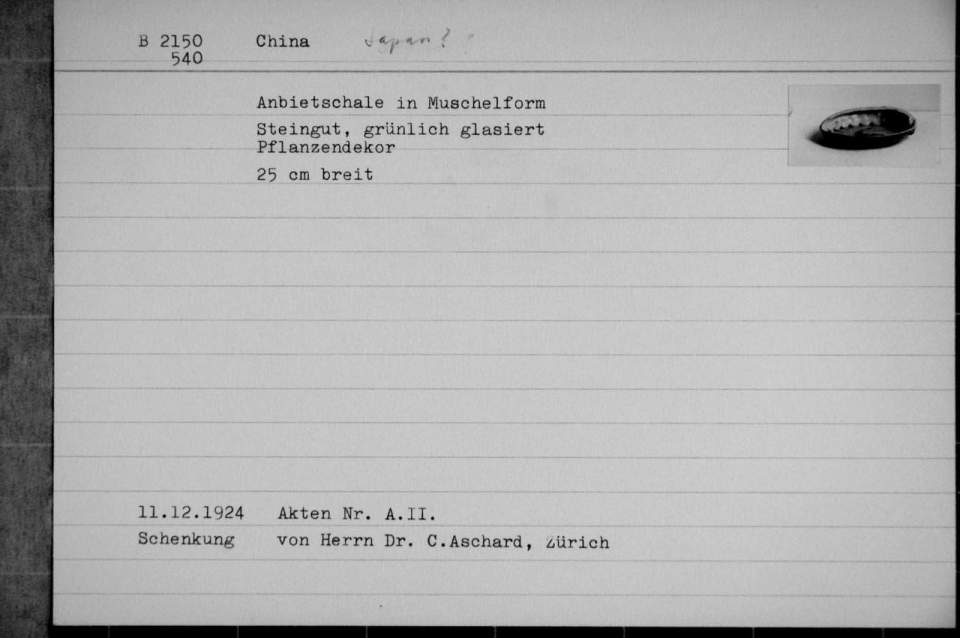 B 2150 China Japan?
540
Anbietschale in Muschelform
Steingut, grünlich glasiert
Pflanzendekor
25 cm breit
11.12.1924 Akten Nr. A.II.
Schenkung von Herrn Dr. C.Aschard, Zürich